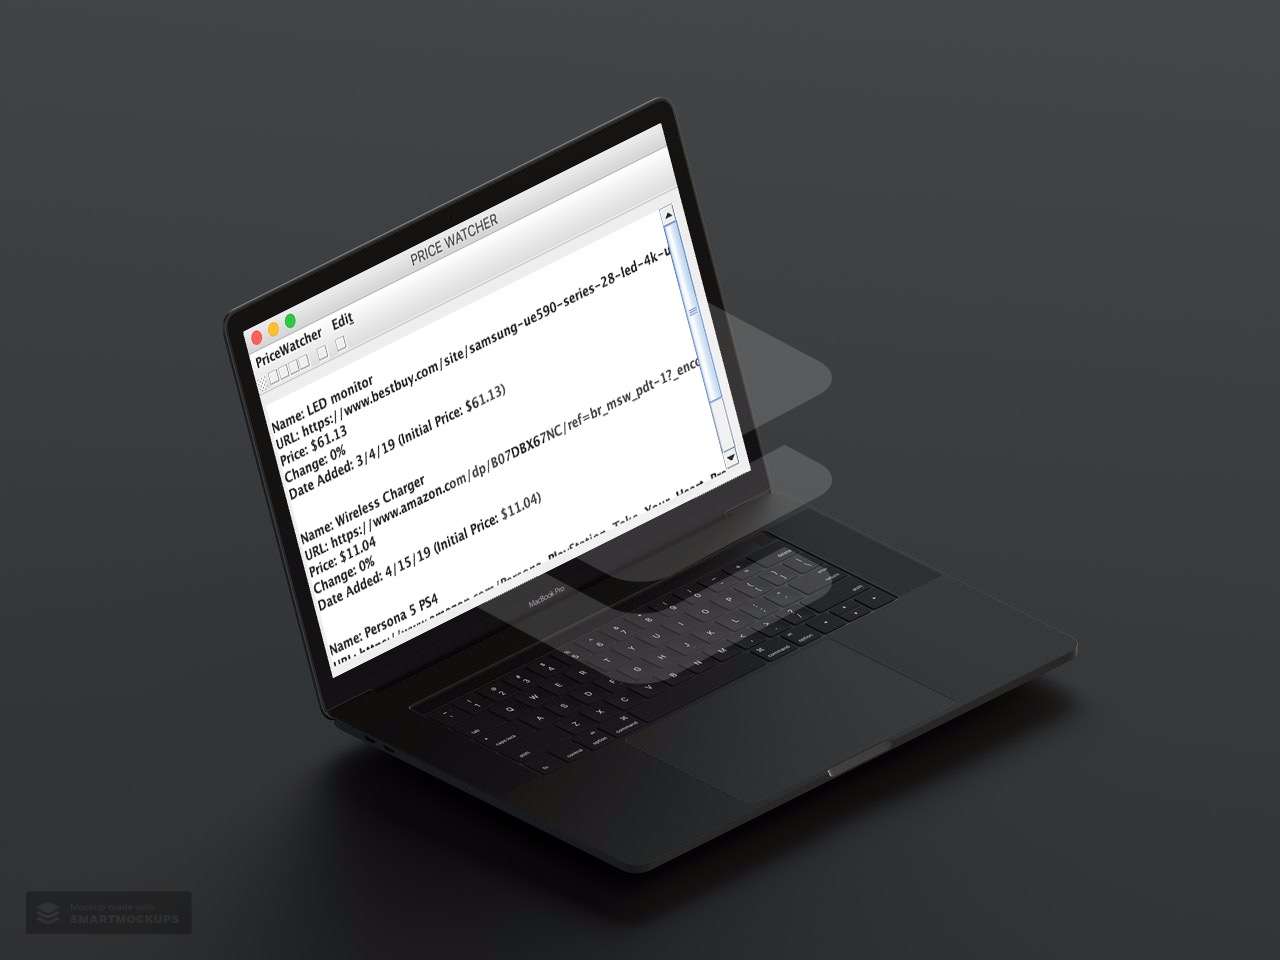 PRICE WATCHER
PriceWatcher Edit
Name: LED monitor
URL: https://www.bestbuy.com/site/samsung-ue590-series-28-led-4k-u
Price: $61.13
Change: 0%
Date Added: 3/4/19 (Initial Price: $61.13)
Name: Wireless Charger
URL: https://www.amazon.com/dp/B07DBX67NC/ref=br_msw_pdt-1?_enco
Price: $11.04
Change: 0%
Date Added: 4/15/19 (Initial Price: $11.04)
Name: Persona 5 PS4
MacBook Pro
Mockup made with
SMARTMOCKUPS